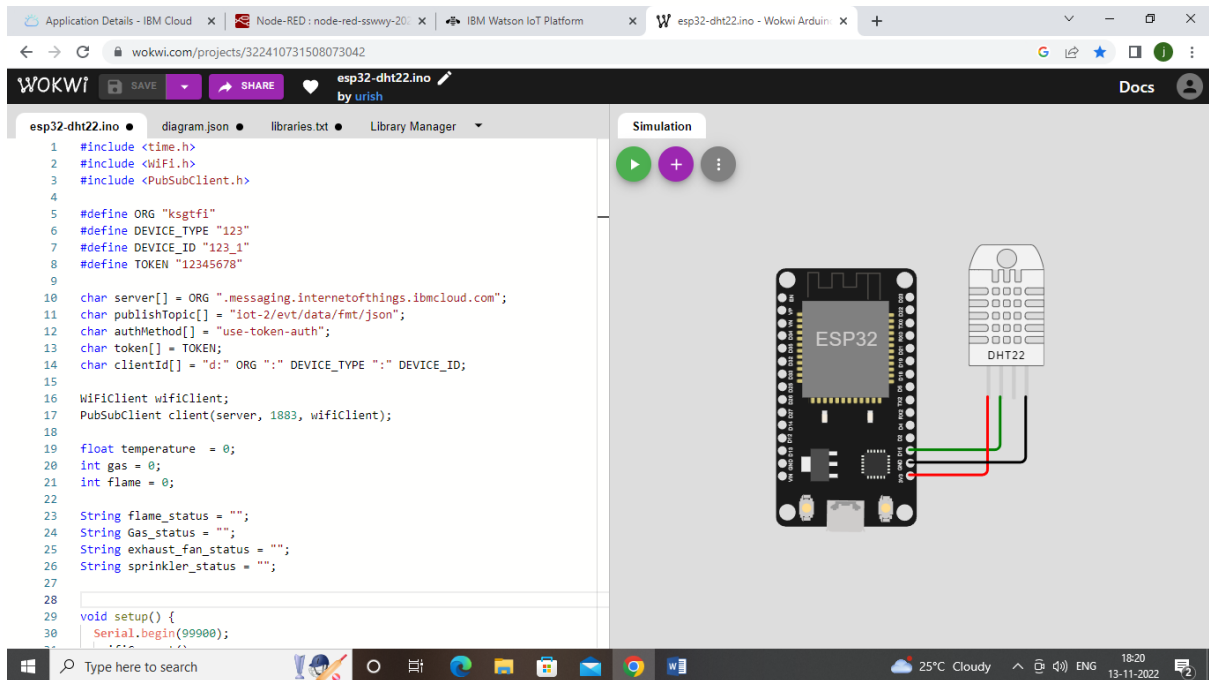 Application Details - IBM Cloud
Node-RED : node-red-sswwy-202
IBM Watson IoT Platform
esp32-dht22.ino - Wokwi Arduin
wokwi.com/projects/322410731508073042
WOKWi
SAVE
SHARE
esp32-dht22.ino
by urish
Docs
esp32-dht22.ino
diagram.json
libraries.txt
Library Manager
Simulation
1 #include <time.h>
2 #include <WiFi.h>
3 #include <PubSubClient.h>
4
5 #define ORG "ksgtfi"
6 #define DEVICE_TYPE "123"
7 #define DEVICE_ID "123_1"
8 #define TOKEN "12345678"
9
10 char server[] = ORG ".messaging.internetofthings.ibmcloud.com";
11 char publishTopic[] = "iot-2/evt/data/fmt/json";
12 char authMethod[] = "use-token-auth";
13 char token[] = TOKEN;
14 char clientId[] = "d:" ORG ":" DEVICE_TYPE ":" DEVICE_ID;
15
16 WiFiClient wifiClient;
17 PubSubClient client(server, 1883, wifiClient);
18
19 float temperature  = 0;
20 int gas = 0;
21 int flame = 0;
22
23 String flame_status = "";
24 String Gas_status = "";
25 String exhaust_fan_status = "";
26 String sprinkler_status = "";
27
28
29 void setup() {
30 Serial.begin(99900);
ESP32
DHT22
Type here to search
25°C Cloudy
ENG
18:20
13-11-2022
2